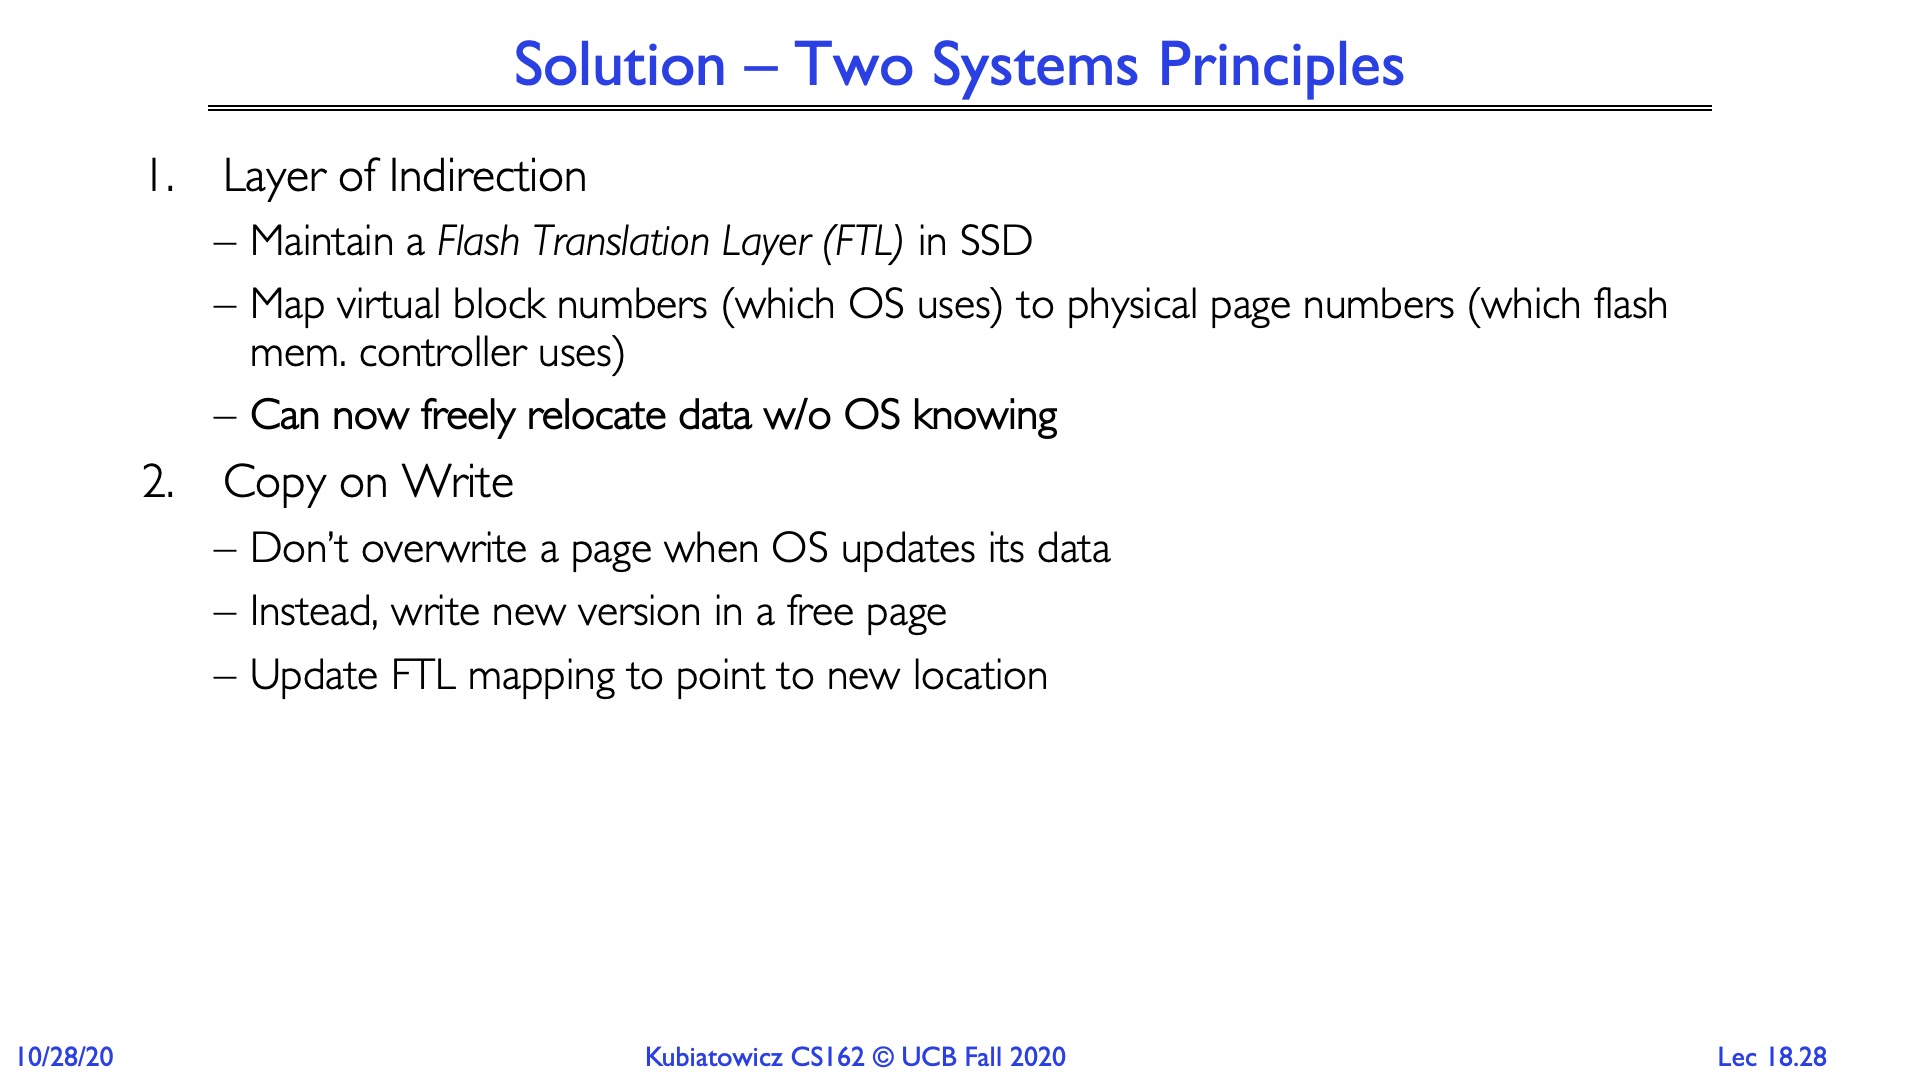 Solution – Two Systems Principles
1. Layer of Indirection
– Maintain a Flash Translation Layer (FTL) in SSD
– Map virtual block numbers (which OS uses) to physical page numbers (which flash
mem. controller uses)
– Can now freely relocate data w/o OS knowing
2. Copy on Write
– Don’t overwrite a page when OS updates its data
– Instead, write new version in a free page
– Update FTL mapping to point to new location
10/28/20
Kubiatowicz CS162 © UCB Fall 2020
Lec 18.28